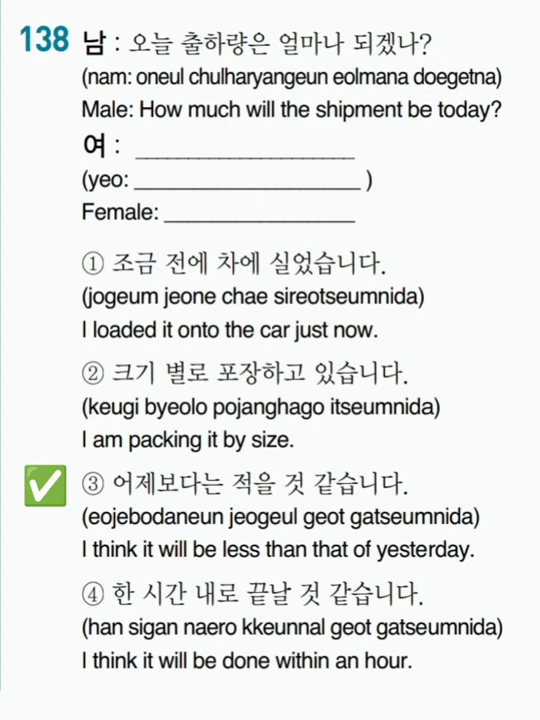 138 남 : 오늘 출하량은 얼마나 되겠나?
(nam: oneul chulharyangeun eolmana doegetna)
Male: How much will the shipment be today?
여 : ____________________
(yeo: ____________________ )
Female: ____________________
① 조금 전에 차에 실었습니다.
(jogeum jeone chae sireotseumnida)
I loaded it onto the car just now.
② 크기 별로 포장하고 있습니다.
(keugi byeolo pojanghago itseumnida)
I am packing it by size.
③ 어제보다는 적을 것 같습니다.
(eojebodaneun jeogeul geot gatseumnida)
I think it will be less than that of yesterday.
④ 한 시간 내로 끝날 것 같습니다.
(han sigan naero kkeunnal geot gatseumnida)
I think it will be done within an hour.